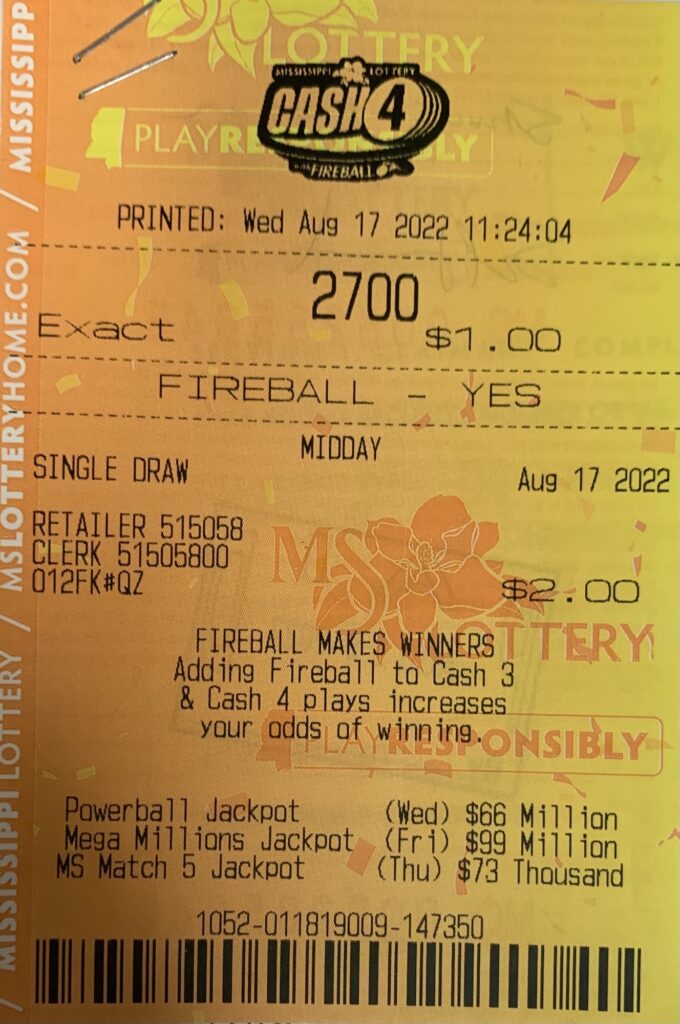 LOTTERY
MISSISSIPPI LOTTERY
CASH 4
FIREBALL
PLAY RESPONSIBLY
PRINTED: Wed Aug 17 2022 11:24:04
2700
Exact $1.00
FIREBALL - YES
MIDDAY
SINGLE DRAW Aug 17 2022
RETAILER 515058
CLERK 51505800
012FK#QZ $2.00
MS LOTTERY
FIREBALL MAKES WINNERS
Adding Fireball to Cash 3
& Cash 4 plays increases
your odds of winning.
PLAY RESPONSIBLY
Powerball Jackpot (Wed) $66 Million
Mega Millions Jackpot (Fri) $99 Million
MS Match 5 Jackpot (Thu) $73 Thousand
1052-011819009-147350
/ MISSISSIPPI LOTTERY / MSLOTTERYHOME.COM / MISSISSIPP